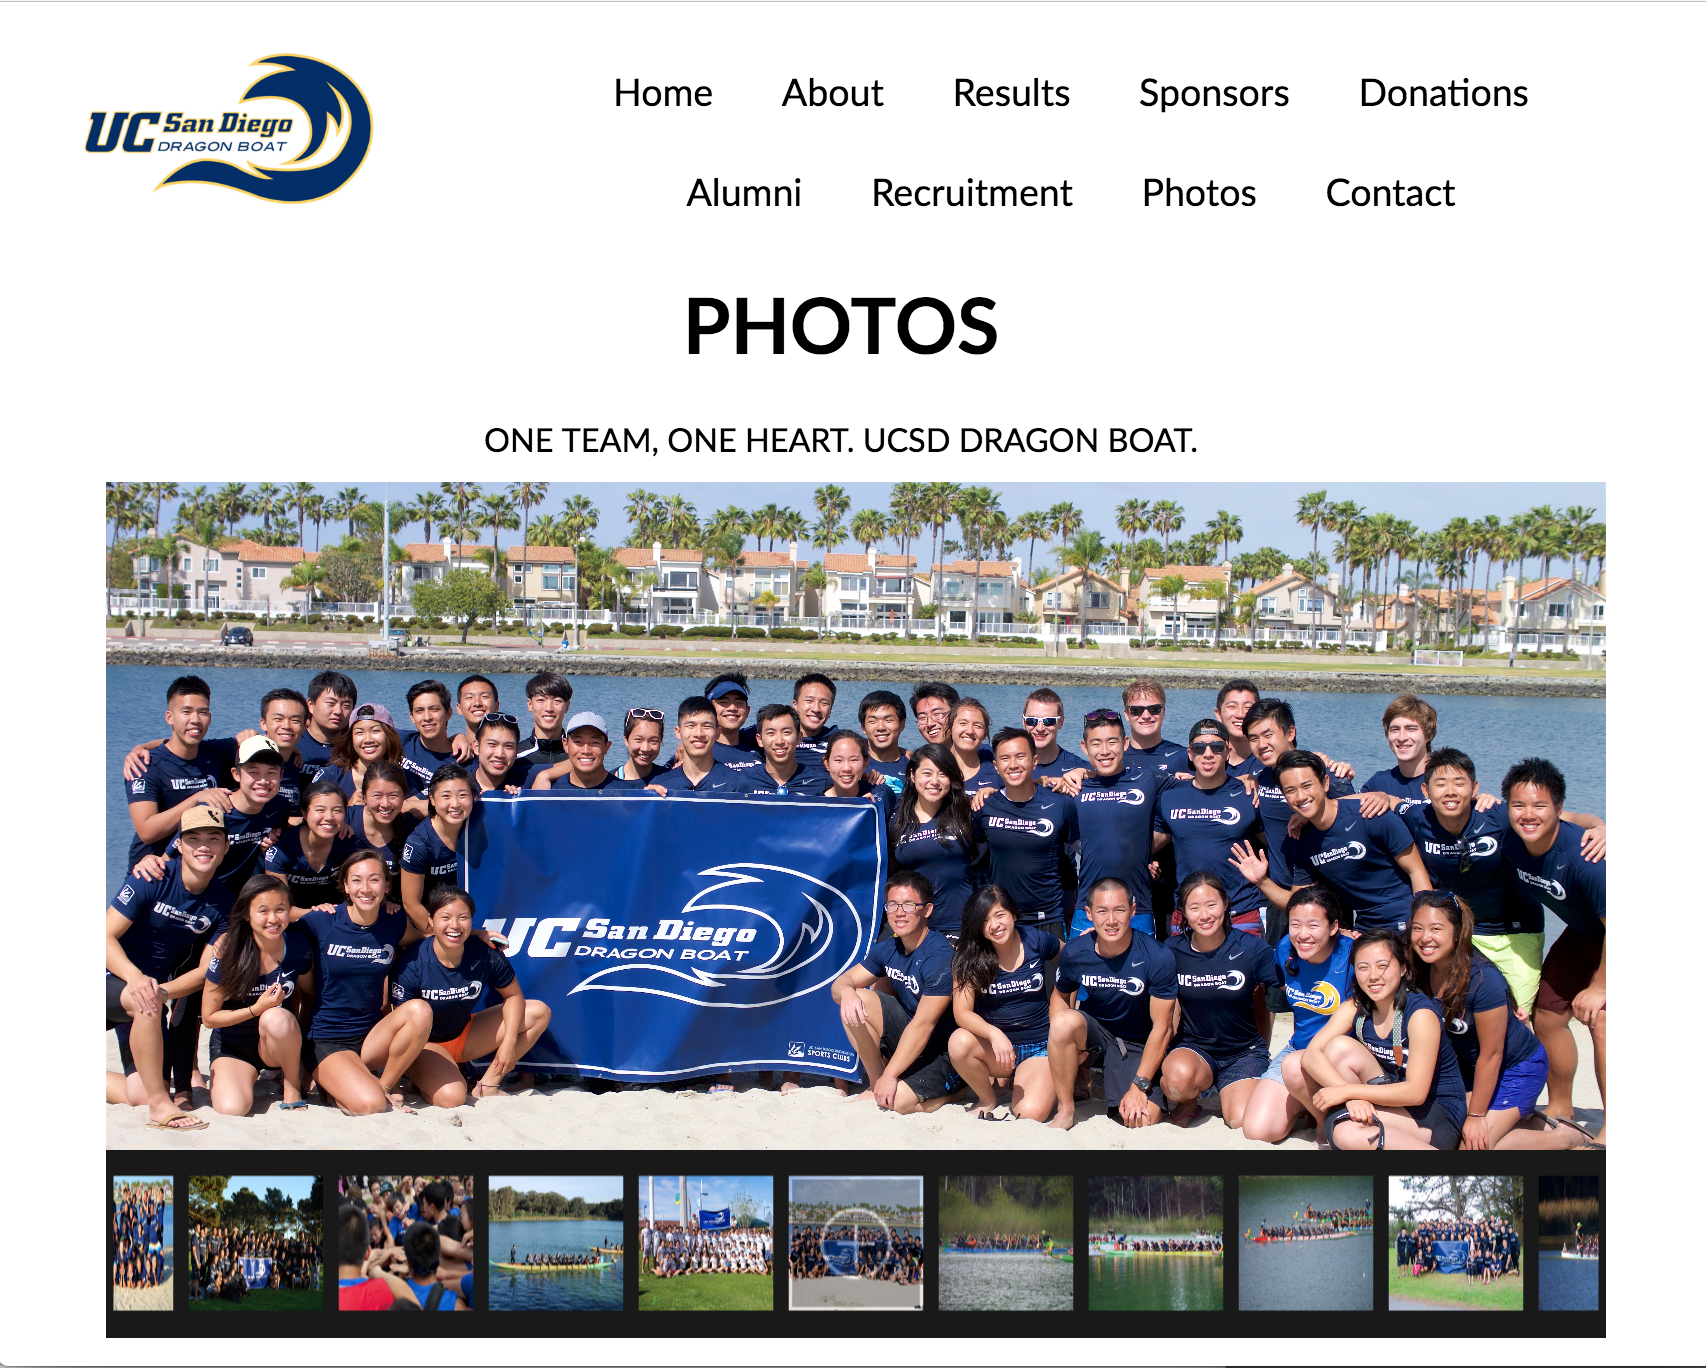 UC San Diego
DRAGON BOAT
Home About Results Sponsors Donations
Alumni Recruitment Photos Contact
PHOTOS
ONE TEAM, ONE HEART. UCSD DRAGON BOAT.
UC San Diego
DRAGON BOAT
SPORTS CLUBS